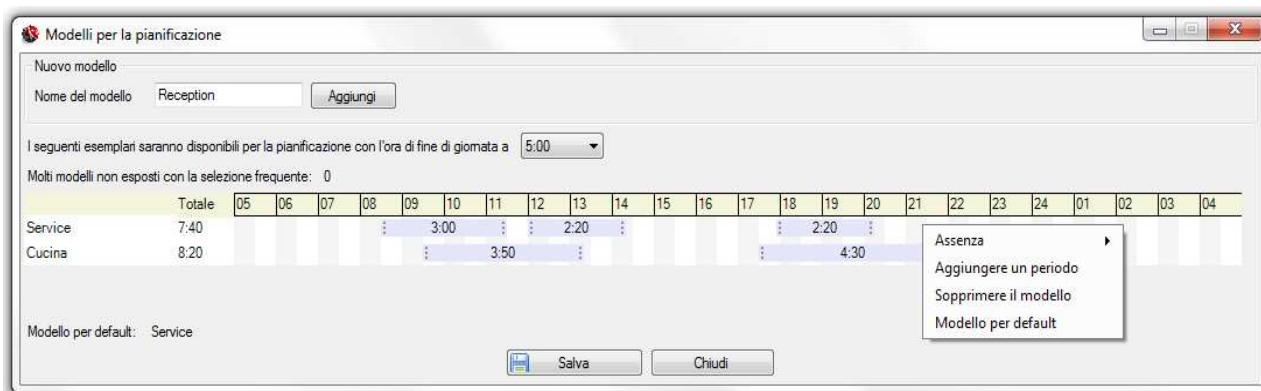 Modelli per la pianificazione
Nuovo modello
Nome del modello Reception Aggiungi
I seguenti esemplari saranno disponibili per la pianificazione con l'ora di fine di giornata a 5:00
Molti modelli non esposti con la selezione frequente: 0
Totale 05 06 07 08 09 10 11 12 13 14 15 16 17 18 19 20 21 22 23 24 01 02 03 04
Service 7:40 3:00 2:20 2:20
Cucina 8:20 3:50 4:30
Assenza
Aggiungere un periodo
Sopprimere il modello
Modello per default
Modello per default: Service
Salva Chiudi